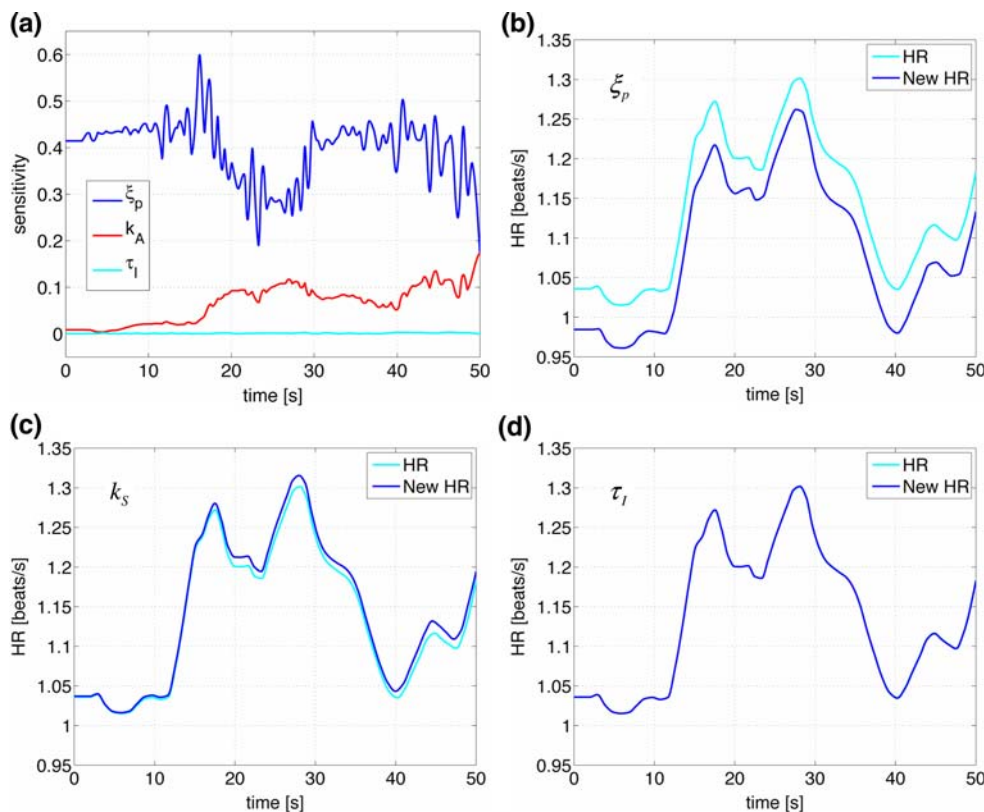 (a)
sensitivity
0.6
0.5
0.4
0.3
0.2
0.1
0
ξp
kA
τI
0 10 20 30 40 50
time [s]
(b)
HR [beats/s]
1.35
1.3
1.25
1.2
1.15
1.1
1.05
1
0.95
ξp
HR
New HR
0 10 20 30 40 50
time [s]
(c)
HR [beats/s]
1.35
1.3
1.25
1.2
1.15
1.1
1.05
1
0.95
kS
HR
New HR
0 10 20 30 40 50
time [s]
(d)
HR [beats/s]
1.35
1.3
1.25
1.2
1.15
1.1
1.05
1
0.95
τI
HR
New HR
0 10 20 30 40 50
time [s]